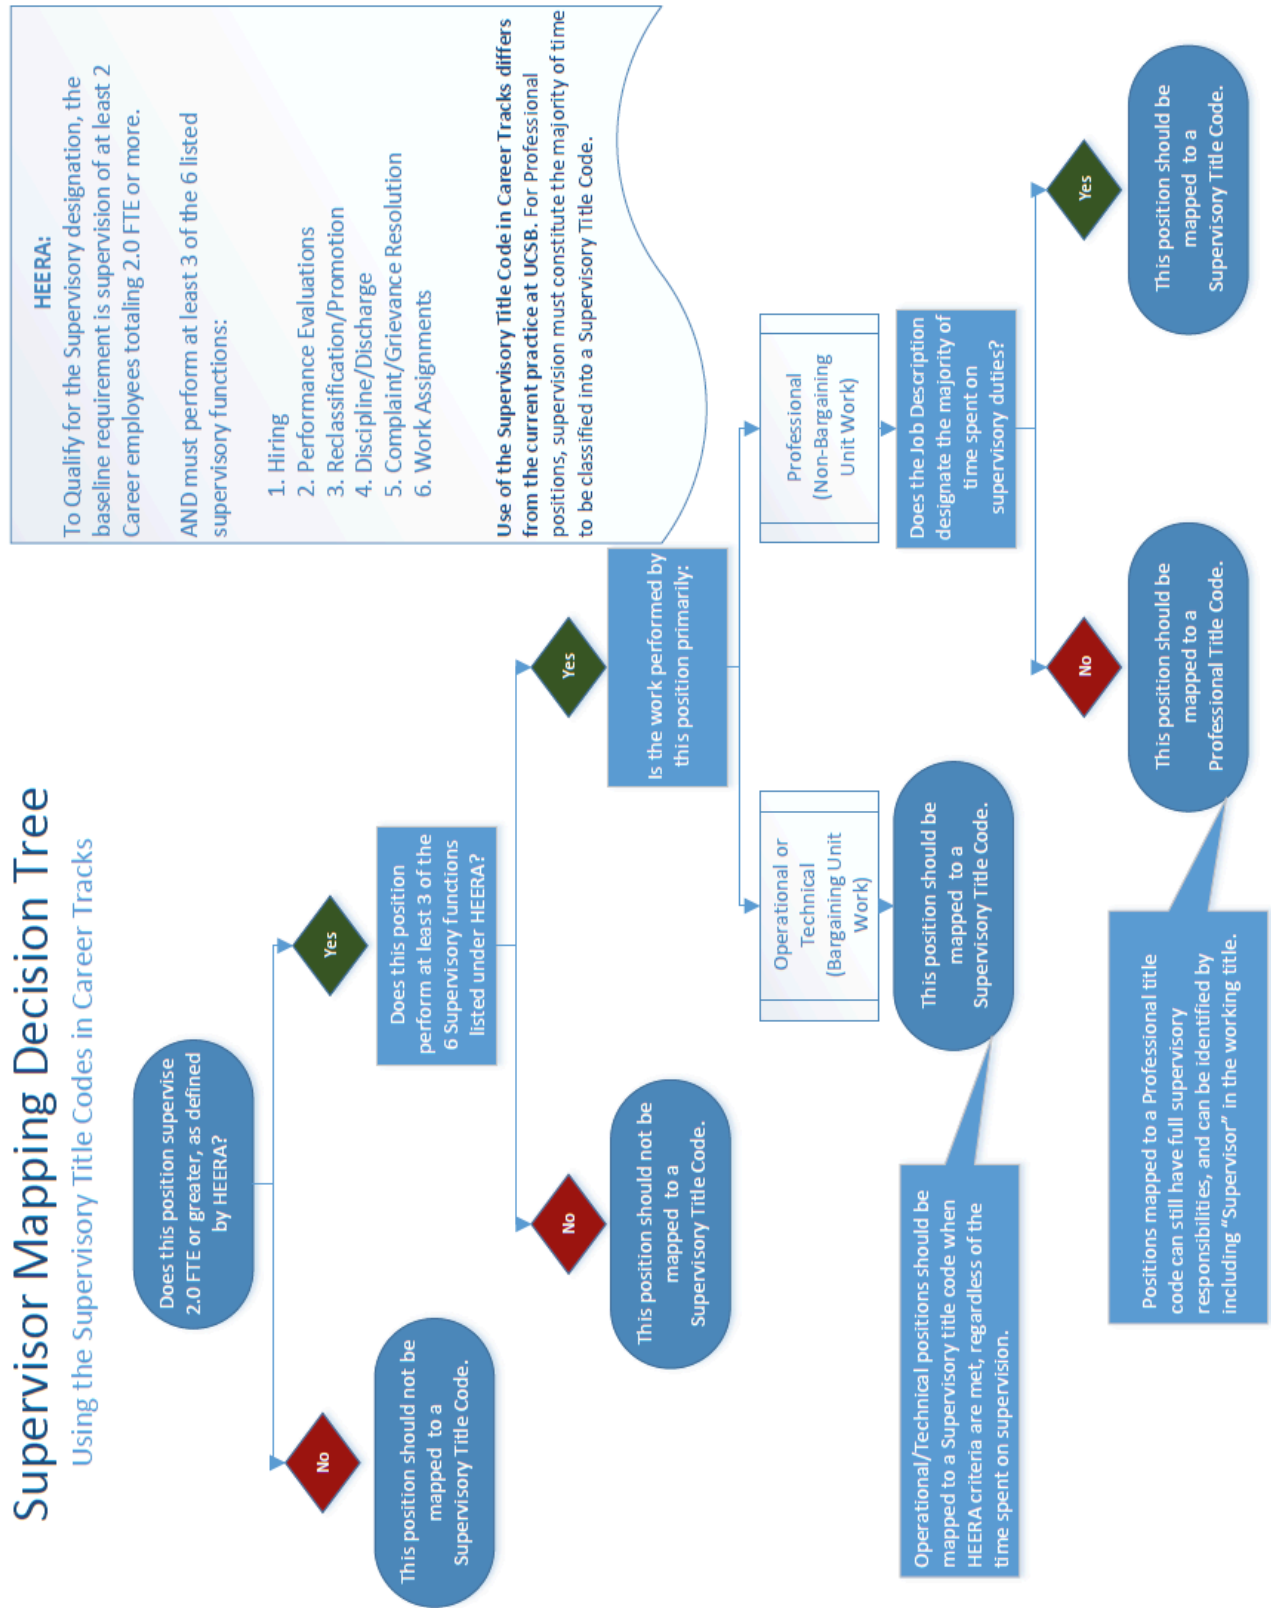 Supervisor Mapping Decision Tree
Using the Supervisory Title Codes in Career Tracks
HEERA:
To Qualify for the Supervisory designation, the
baseline requirement is supervision of at least 2
Career employees totaling 2.0 FTE or more.
AND must perform at least 3 of the 6 listed
supervisory functions:
1. Hiring
2. r Performance Evaluations
3. Reclassification/Promotion
4. Discipline/Discharge
5. Complaint/Grievance Resolution
6. Work Assignments
Use of the Supervisory Title Code in Career Tracks differs
from the current practice at UCSB. For Professional
positions, supervision must constitute the majority of time
to be classified into a Supervisory Title Code.
Does this position supervise
2.0 FTE or greater, as defined
by HEERA?
No
This position should not be
mapped to a
Supervisory Title Code.
Yes
Does this position
perform at least 3 of the
6 Supervisory functions
listed under HEERA?
No
This position should not be
mapped to a
Supervisory Title Code.
Yes
Is the work performed by
this position primarily:
Operational or
Technical
(Bargaining Unit
Work)
This position should be
mapped to a
Supervisory Title Code.
Operational/Technical positions should be
mapped to a Supervisory title code when
HEERA criteria are met, regardless of the
time spent on supervision.
Professional
(Non-Bargaining
Unit Work)
Does the Job Description
designate the majority of
time spent on
supervisory duties?
No
This position should be
mapped to a
Professional Title Code.
Positions mapped to a Professional title
code can still have full supervisory
responsibilities, and can be identified by
including "Supervisor" in the working title.
Yes
This position should be
mapped to a
Supervisory Title Code.